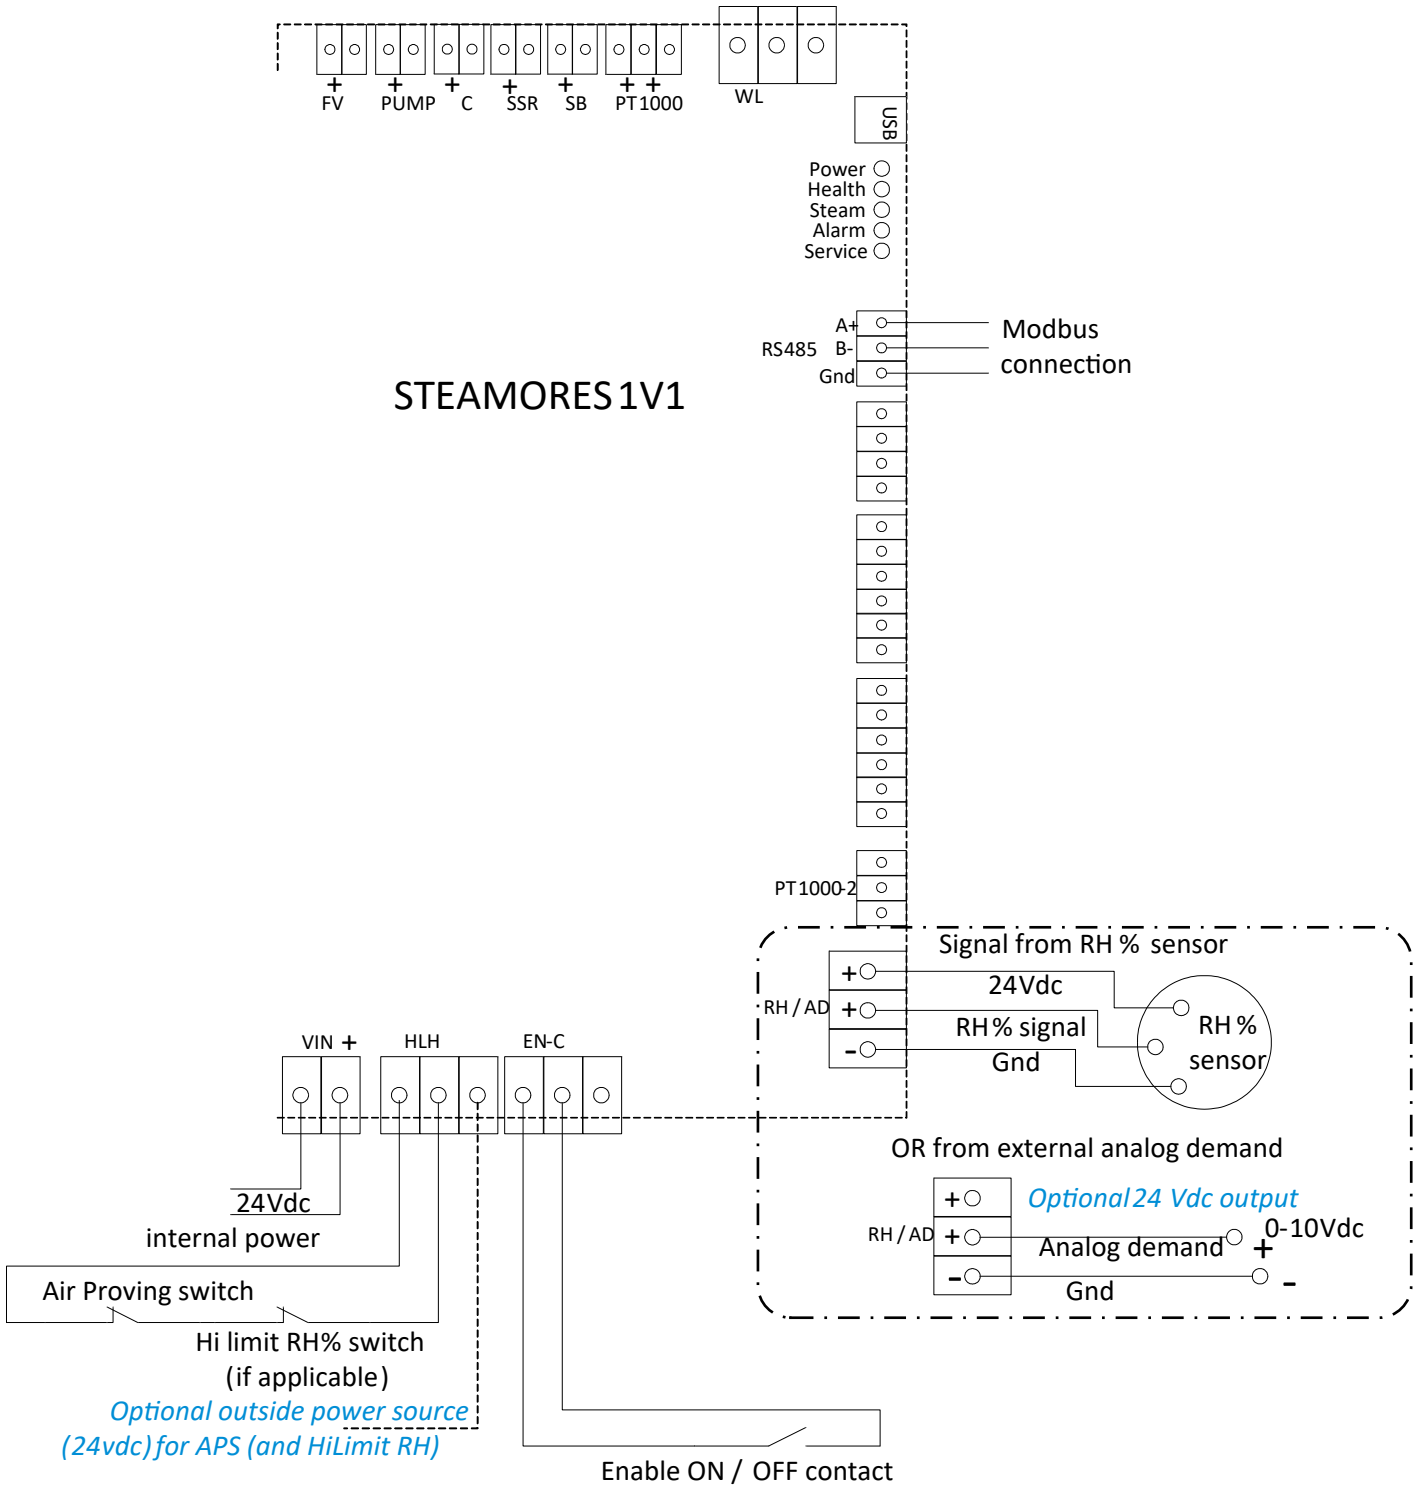 + + + + + + +
FV PUMP C SSR SB PT1000 WL
USB
Power
Health
Steam
Alarm
Service
A+
RS485 B-
Gnd
Modbus
connection
STEAMORES 1V1
PT1000-2
Signal from RH % sensor
+
24Vdc
RH / AD +
RH % signal
-
Gnd
RH %
sensor
VIN + HLH EN-C
OR from external analog demand
+ Optional 24 Vdc output
RH / AD + Analog demand + 0-10Vdc
- Gnd -
24Vdc
internal power
Air Proving switch
Hi limit RH% switch
(if applicable)
Optional outside power source
(24vdc) for APS (and HiLimit RH)
Enable ON / OFF contact